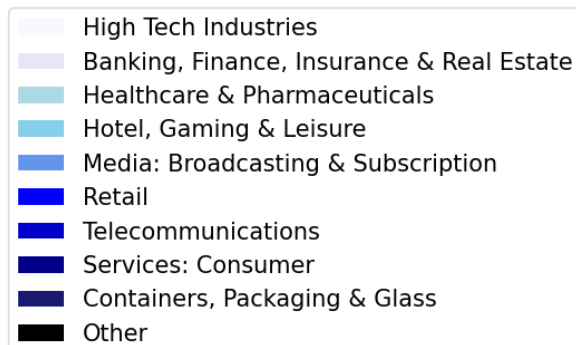 High Tech Industries
Banking, Finance, Insurance & Real Estate
Healthcare & Pharmaceuticals
Hotel, Gaming & Leisure
Media: Broadcasting & Subscription
Retail
Telecommunications
Services: Consumer
Containers, Packaging & Glass
Other